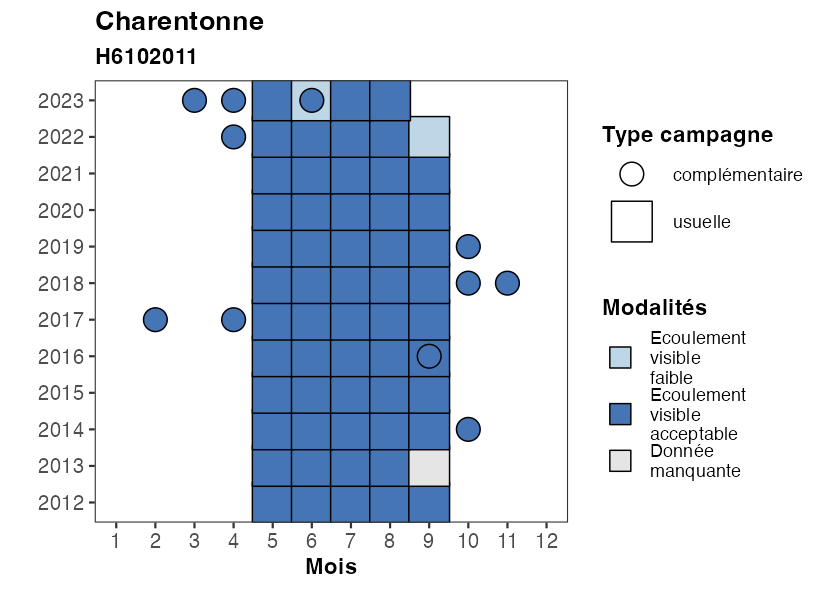 Charentonne
H6102011
2023
2022
2021
2020
2019
2018
2017
2016
2015
2014
2013
2012
1 2 3 4 5 6 7 8 9 10 11 12
Mois
Type campagne
complémentaire
usuelle
Modalités
Ecoulement
visible
faible
Ecoulement
visible
acceptable
Donnée
manquante